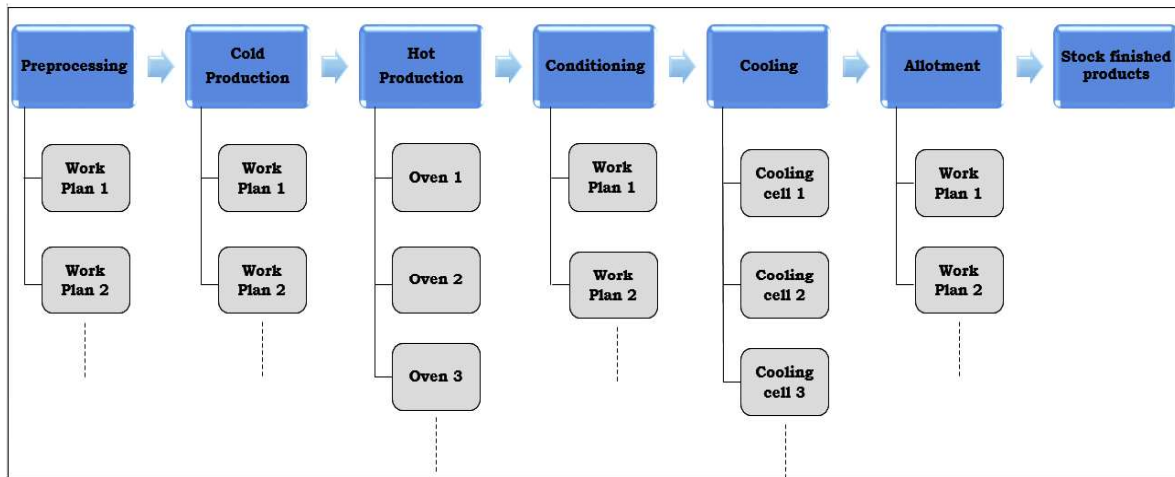 Preprocessing
Cold
Production
Hot
Production
Conditioning
Cooling
Allotment
Stock finished
products
Work
Plan 1
Work
Plan 2
Work
Plan 1
Work
Plan 2
Oven 1
Oven 2
Oven 3
Work
Plan 1
Work
Plan 2
Cooling
cell 1
Cooling
cell 2
Cooling
cell 3
Work
Plan 1
Work
Plan 2